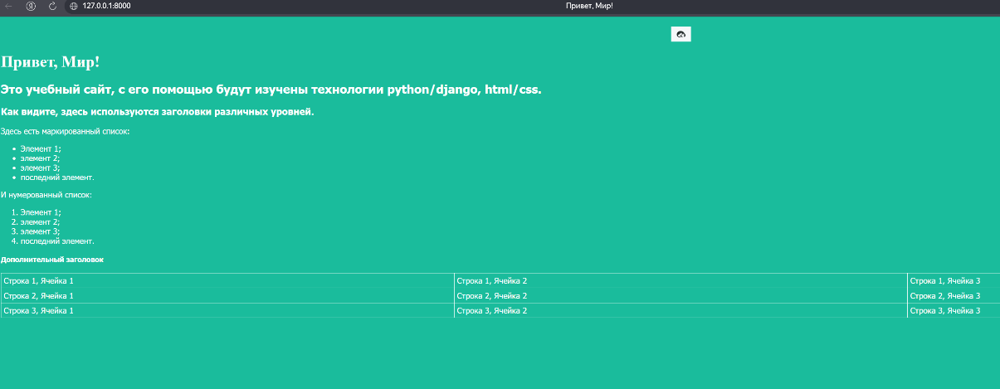 Я 127.0.0.1:8000 Привет, Мир!
Привет, Мир!
Это учебный сайт, с его помощью будут изучены технологии python/django, html/css.
Как видите, здесь используются заголовки различных уровней.
Здесь есть маркированный список:
• Элемент 1;
• элемент 2;
• элемент 3;
• последний элемент.
И нумерованный список:
1. Элемент 1;
2. элемент 2;
3. элемент 3;
4. последний элемент.
Дополнительный заголовок
Строка 1, Ячейка 1 Строка 1, Ячейка 2 Строка 1, Ячейка 3
Строка 2, Ячейка 1 Строка 2, Ячейка 2 Строка 2, Ячейка 3
Строка 3, Ячейка 1 Строка 3, Ячейка 2 Строка 3, Ячейка 3